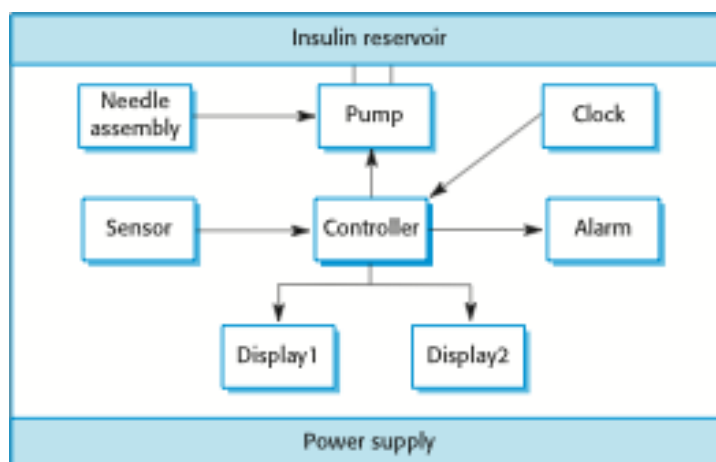 Insulin reservoir
Needle
assembly
Pump
Clock
Sensor
Controller
Alarm
Display1
Display2
Power supply